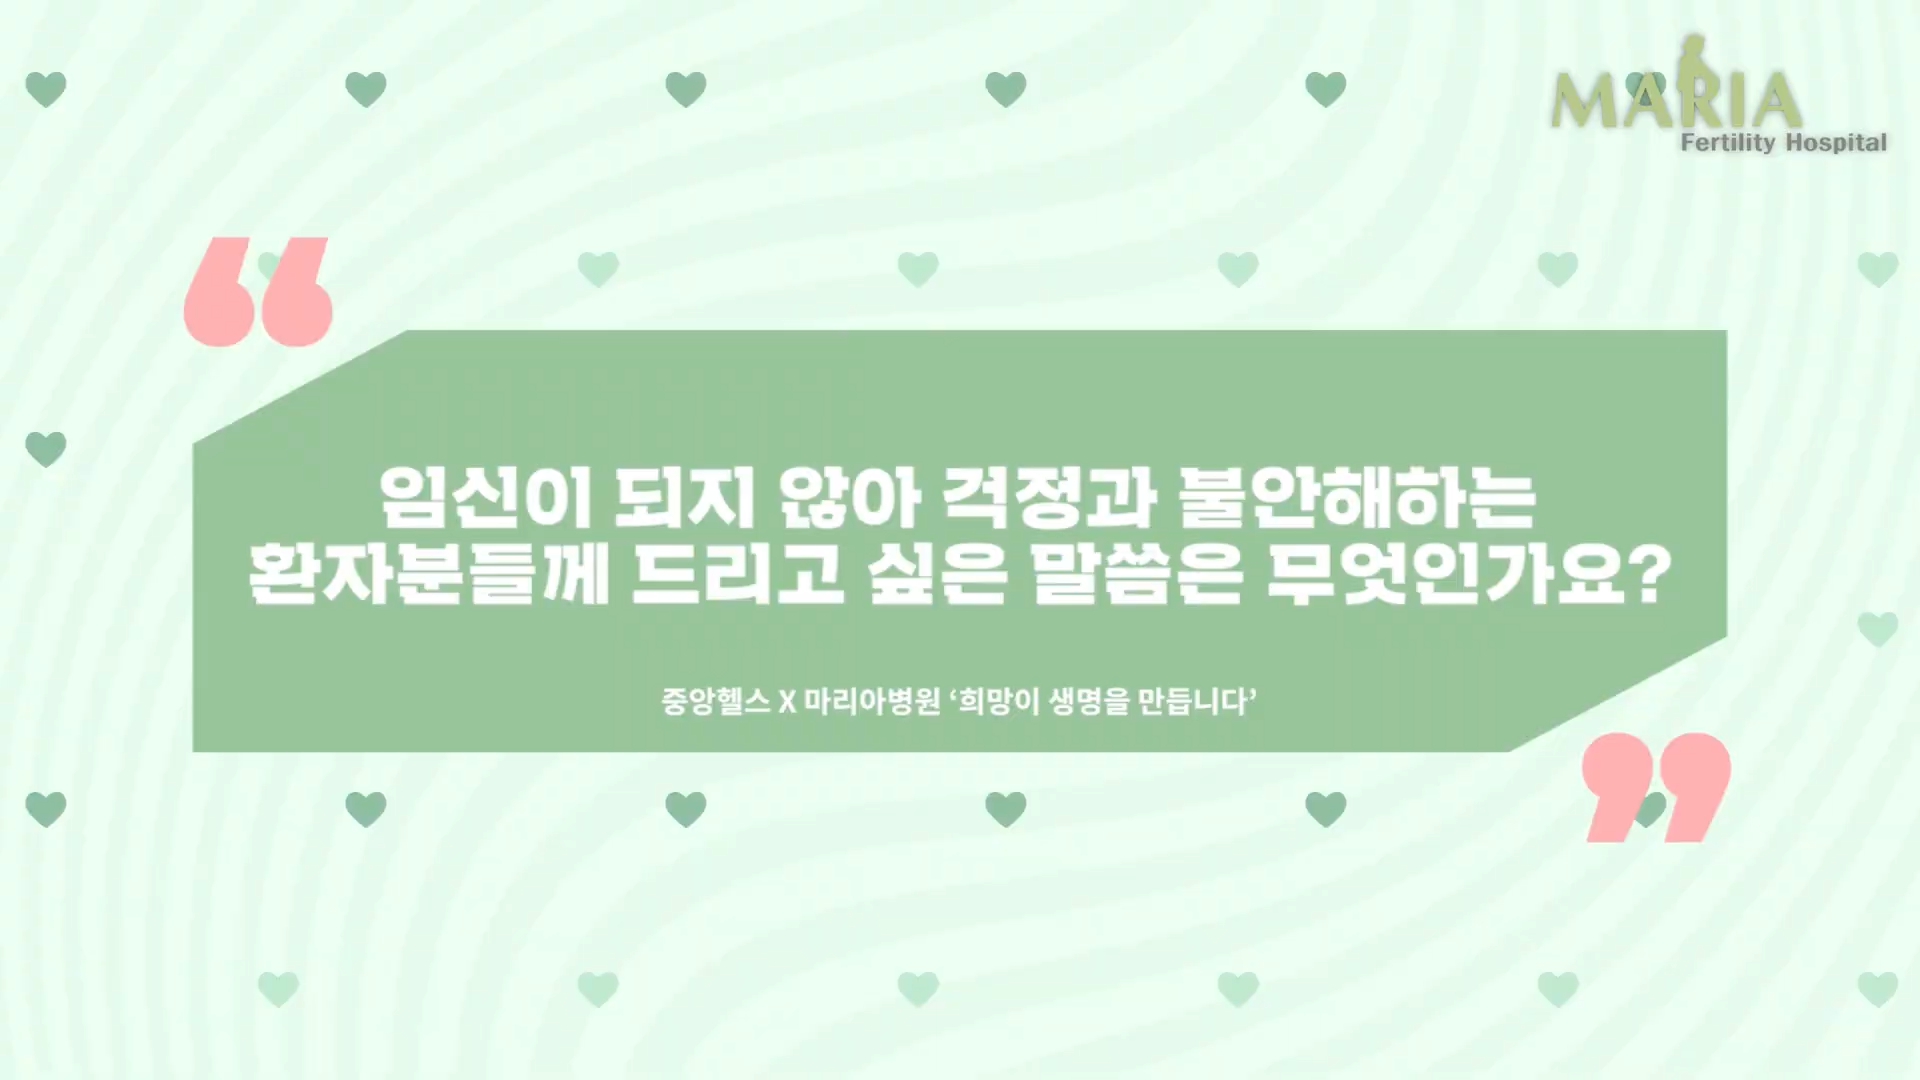 MARIA
Fertility Hospital
임신이 되지 않아 걱정과 불안해하는
환자분들께 드리고 싶은 말씀은 무엇인가요?
중앙헬스 X 마리아병원 ‘희망이 생명을 만듭니다’